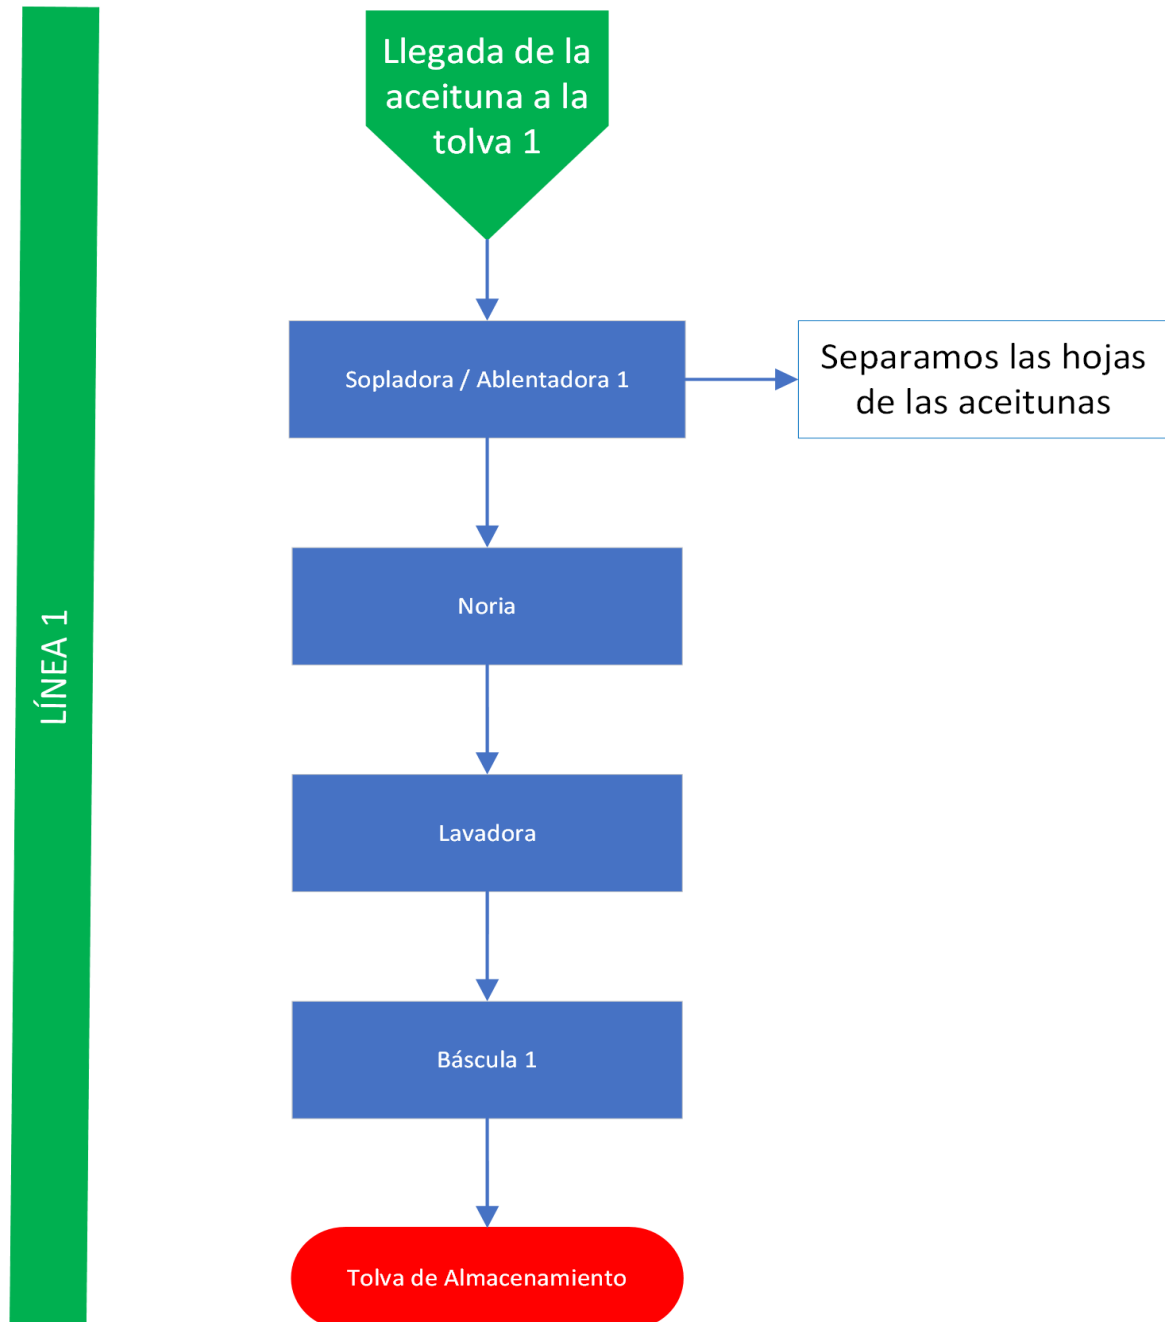 Llegada de la
aceituna a la
tolva 1
Sopladora / Ablentadora 1
Separamos las hojas
de las aceitunas
Noria
LÍNEA 1
Lavadora
Báscula 1
Tolva de Almacenamiento